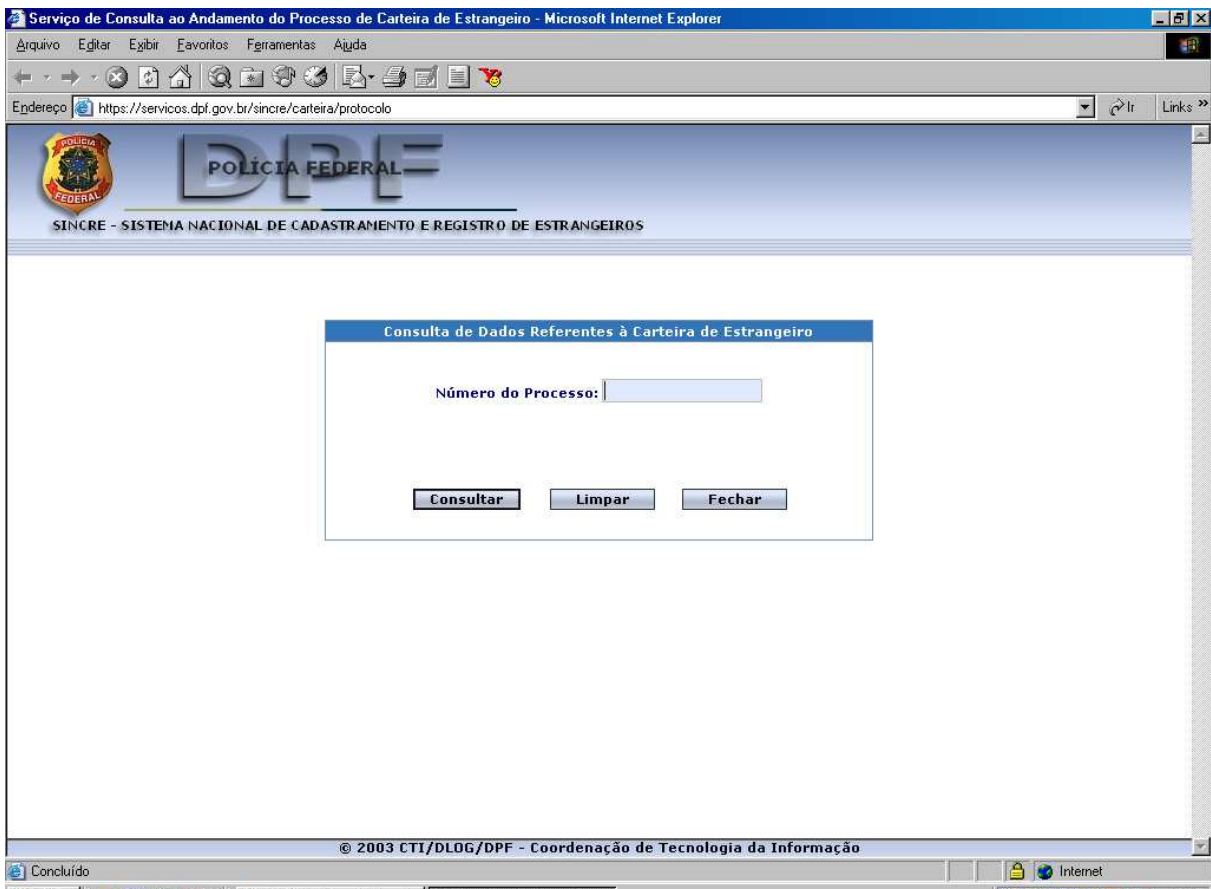 Serviço de Consulta ao Andamento do Processo de Carteira de Estrangeiro - Microsoft Internet Explorer
Arquivo Editar Exibir Favoritos Ferramentas Ajuda
Endereço https://servicos.dpf.gov.br/sincre/carteira/protocolo Ir Links »
POLICIA
FEDERAL
DPF
POLÍCIA FEDERAL
SINCRE - SISTEMA NACIONAL DE CADASTRAMENTO E REGISTRO DE ESTRANGEIROS
Consulta de Dados Referentes à Carteira de Estrangeiro
Número do Processo:
Consultar Limpar Fechar
© 2003 CTI/DLOG/DPF - Coordenação de Tecnologia da Informação
Concluído Internet